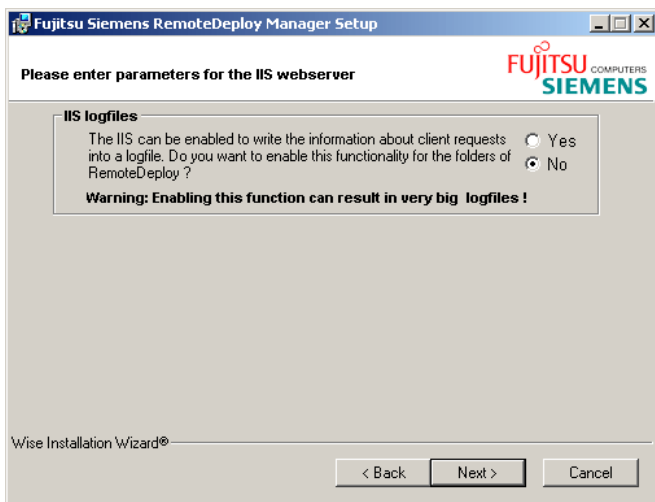 Fujitsu Siemens RemoteDeploy Manager Setup
Please enter parameters for the IIS webserver
FUJITSU COMPUTERS
SIEMENS
IIS logfiles
The IIS can be enabled to write the information about client requests
into a logfile. Do you want to enable this functionality for the folders of
RemoteDeploy ?
Yes
No
Warning: Enabling this function can result in very big logfiles !
Wise Installation Wizard®
< Back
Next >
Cancel